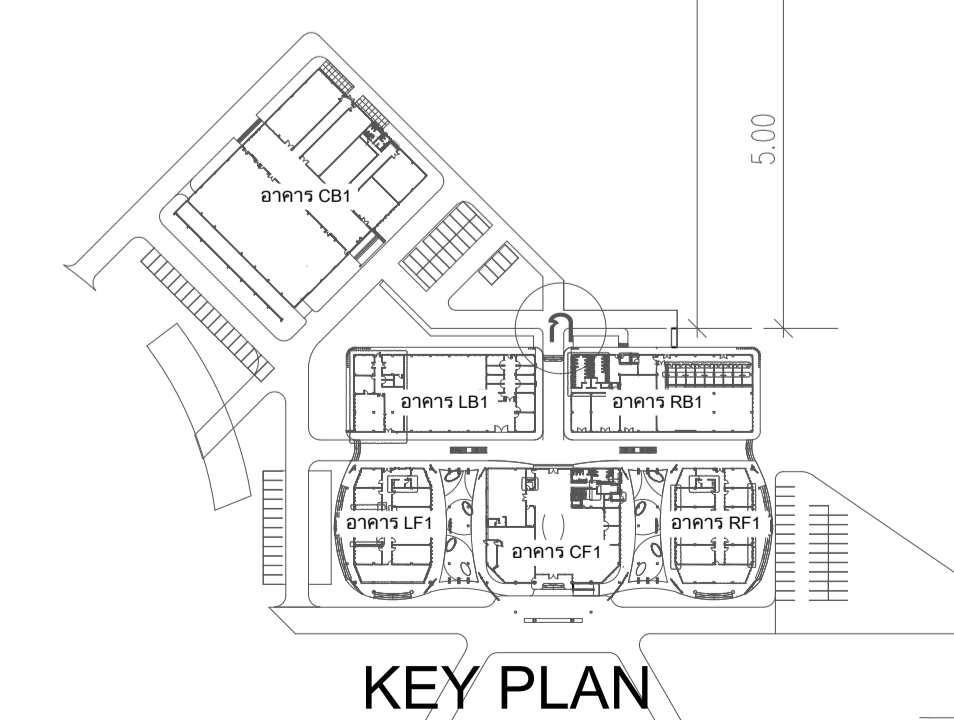 5.00
อาคาร CB1
อาคาร LB1
อาคาร RB1
อาคาร LF1
อาคาร CF1
อาคาร RF1
KEY PLAN